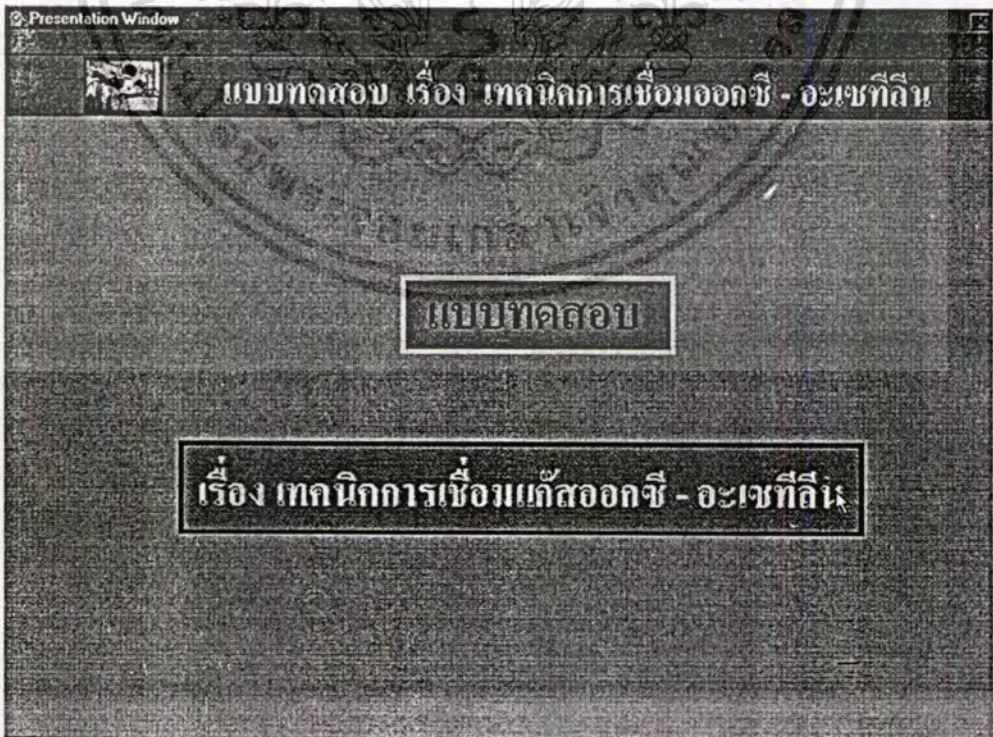 Presentation Window
แบบทดสอบ เรื่อง เทคนิคการเชื่อมออกซี - อะเซทีลีน
แบบทดสอบ
เรื่อง เทคนิคการเชื่อมแก๊สออกซี - อะเซทีลีน